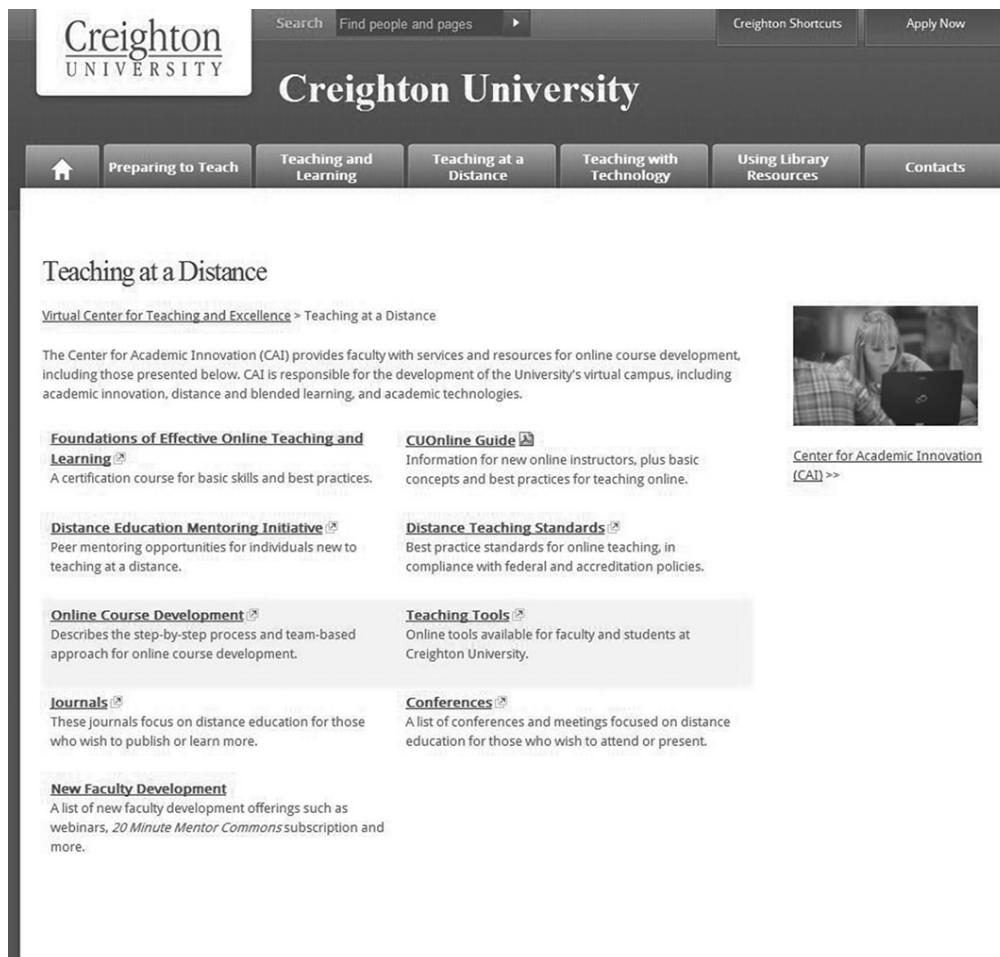 Creighton
UNIVERSITY
Search Find people and pages
Creighton Shortcuts
Apply Now
Creighton University
Preparing to Teach
Teaching and
Learning
Teaching at a
Distance
Teaching with
Technology
Using Library
Resources
Contacts
Teaching at a Distance
Virtual Center for Teaching and Excellence > Teaching at a Distance
The Center for Academic Innovation (CAI) provides faculty with services and resources for online course development,
including those presented below. CAI is responsible for the development of the University's virtual campus, including
academic innovation, distance and blended learning, and academic technologies.
Foundations of Effective Online Teaching and
Learning
A certification course for basic skills and best practices.
CUOnline Guide
Information for new online instructors, plus basic
concepts and best practices for teaching online.
Center for Academic Innovation
(CAI) >>
Distance Education Mentoring Initiative
Peer mentoring opportunities for individuals new to
teaching at a distance.
Distance Teaching Standards
Best practice standards for online teaching, in
compliance with federal and accreditation policies.
Online Course Development
Describes the step-by-step process and team-based
approach for online course development.
Teaching Tools
Online tools available for faculty and students at
Creighton University.
Journals
These journals focus on distance education for those
who wish to publish or learn more.
Conferences
A list of conferences and meetings focused on distance
education for those who wish to attend or present.
New Faculty Development
A list of new faculty development offerings such as
webinars, 20 Minute Mentor Commons subscription and
more.